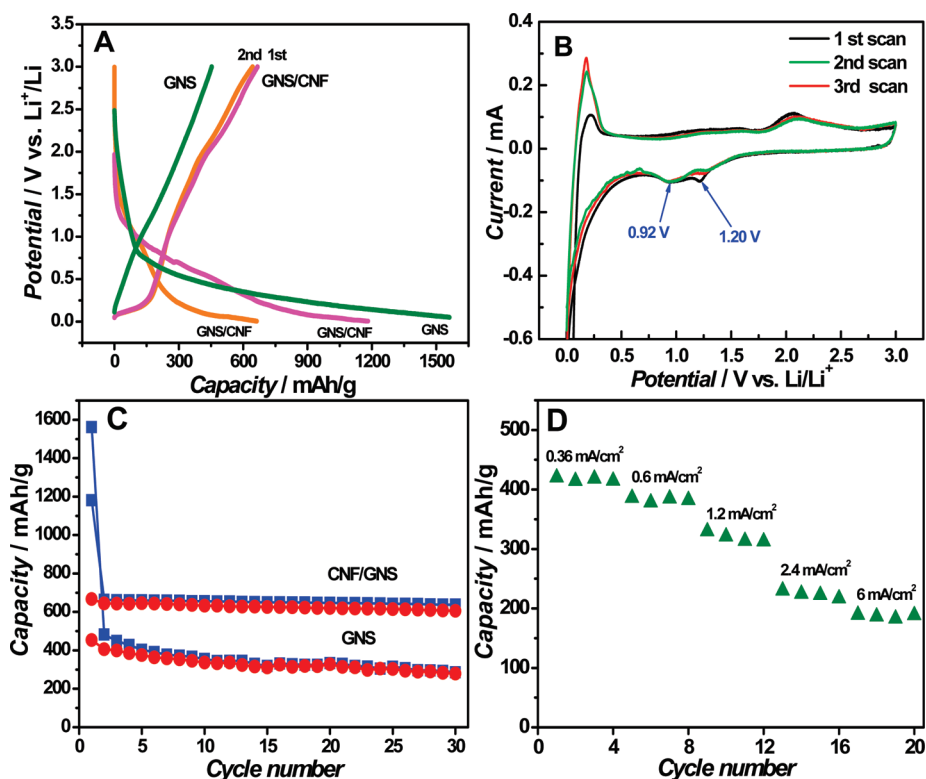 A
3.0
2.5
2.0
1.5
1.0
0.5
0.0
Potential / V vs. Li⁺/Li
GNS
2nd 1st
GNS/CNF
GNS/CNF
GNS/CNF
GNS
0 300 600 900 1200 1500
Capacity / mAh/g
B
0.4
0.2
0.0
-0.2
-0.4
-0.6
Current / mA
1 st scan
2nd scan
3rd scan
0.92 V
1.20 V
0.0 0.5 1.0 1.5 2.0 2.5 3.0
Potential / V vs. Li/Li⁺
C
1600
1400
1200
1000
800
600
400
200
0
Capacity / mAh/g
CNF/GNS
GNS
0 5 10 15 20 25 30
Cycle number
D
500
400
300
200
100
0
Capacity / mAh/g
0.36 mA/cm²
0.6 mA/cm²
1.2 mA/cm²
2.4 mA/cm²
6 mA/cm²
0 4 8 12 16 20
Cycle number